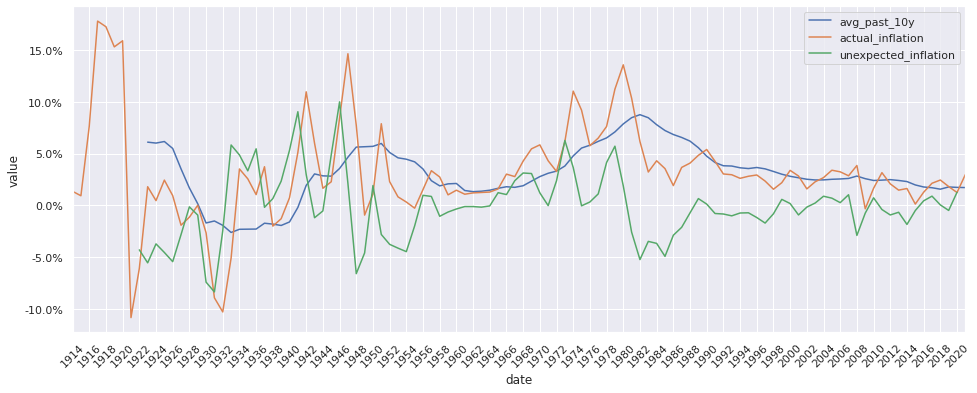 avg_past_10y
actual_inflation
unexpected_inflation
15.0%
10.0%
5.0%
0.0%
-5.0%
-10.0%
value
1914 1916 1918 1920 1922 1924 1926 1928 1930 1932 1934 1936 1938 1940 1942 1944 1946 1948 1950 1952 1954 1956 1958 1960 1962 1964 1966 1968 1970 1972 1974 1976 1978 1980 1982 1984 1986 1988 1990 1992 1994 1996 1998 2000 2002 2004 2006 2008 2010 2012 2014 2016 2018 2020
date